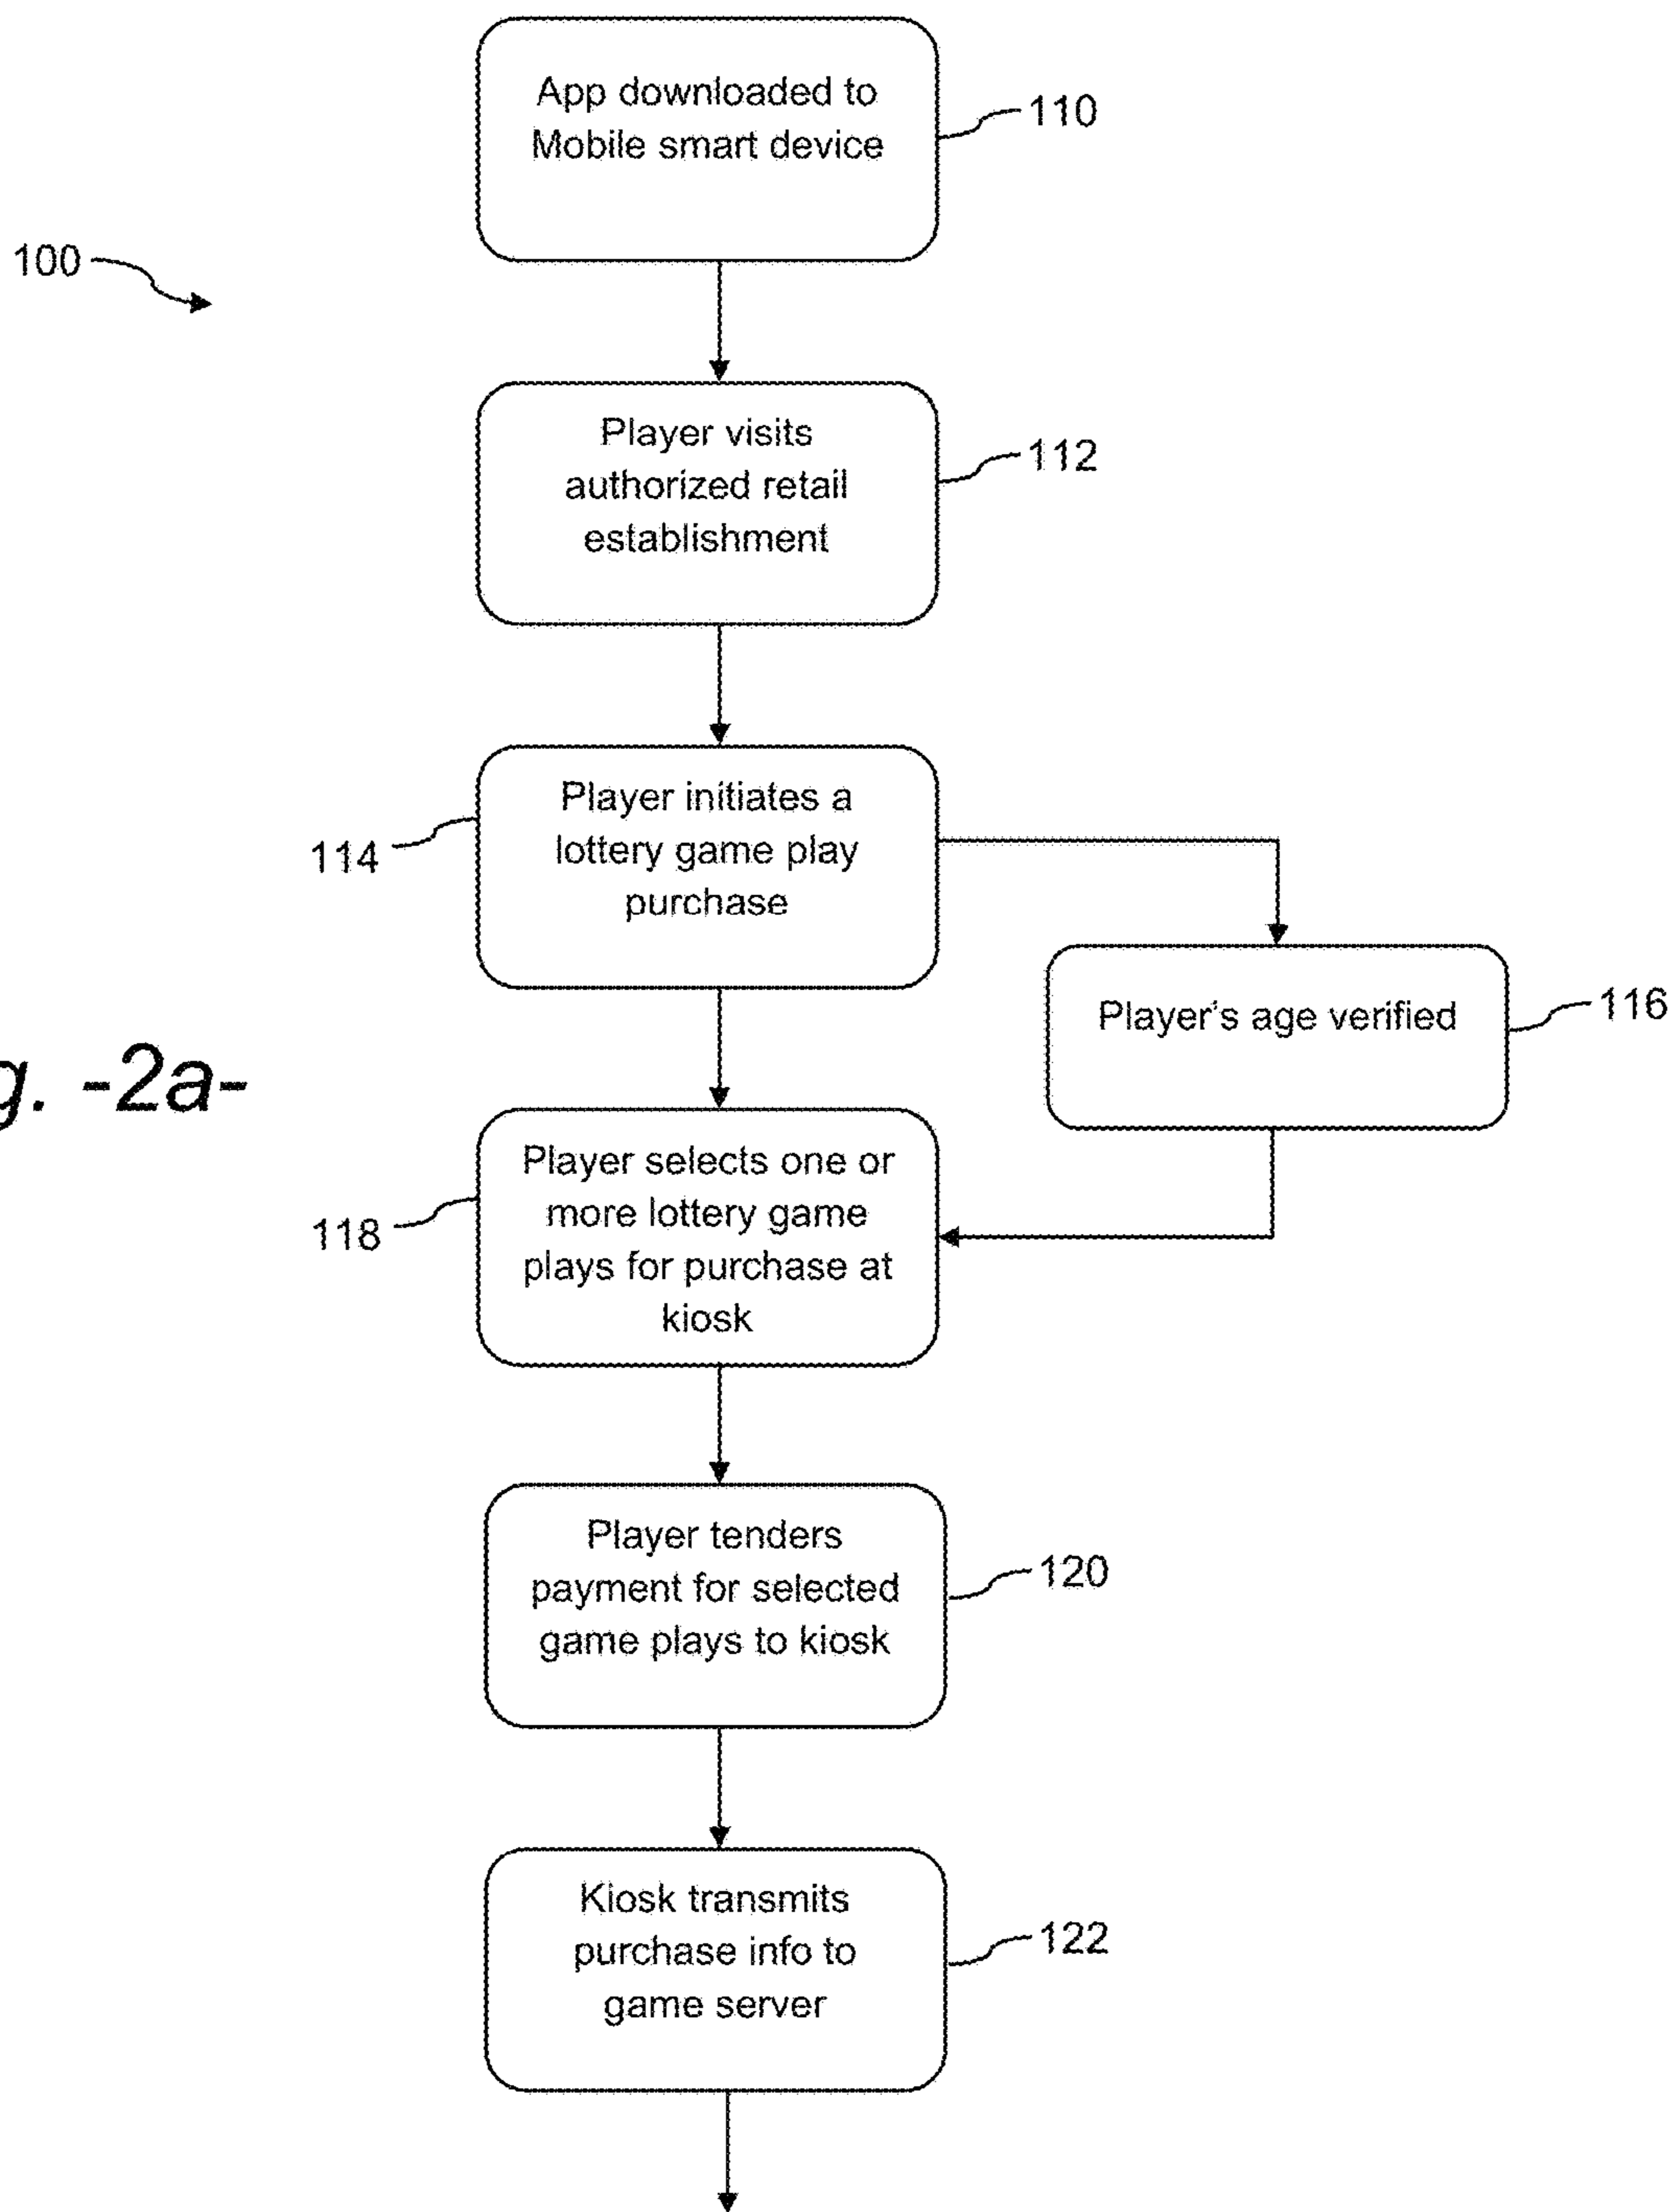 App downloaded to
Mobile smart device
110
100
Player visits
authorized retail
establishment
112
Player initiates a
lottery game play
purchase
114
Player's age verified
116
g. -2a-
Player selects one or
more lottery game
plays for purchase at
kiosk
118
Player tenders
payment for selected
game plays to kiosk
120
Kiosk transmits
purchase info to
game server
122